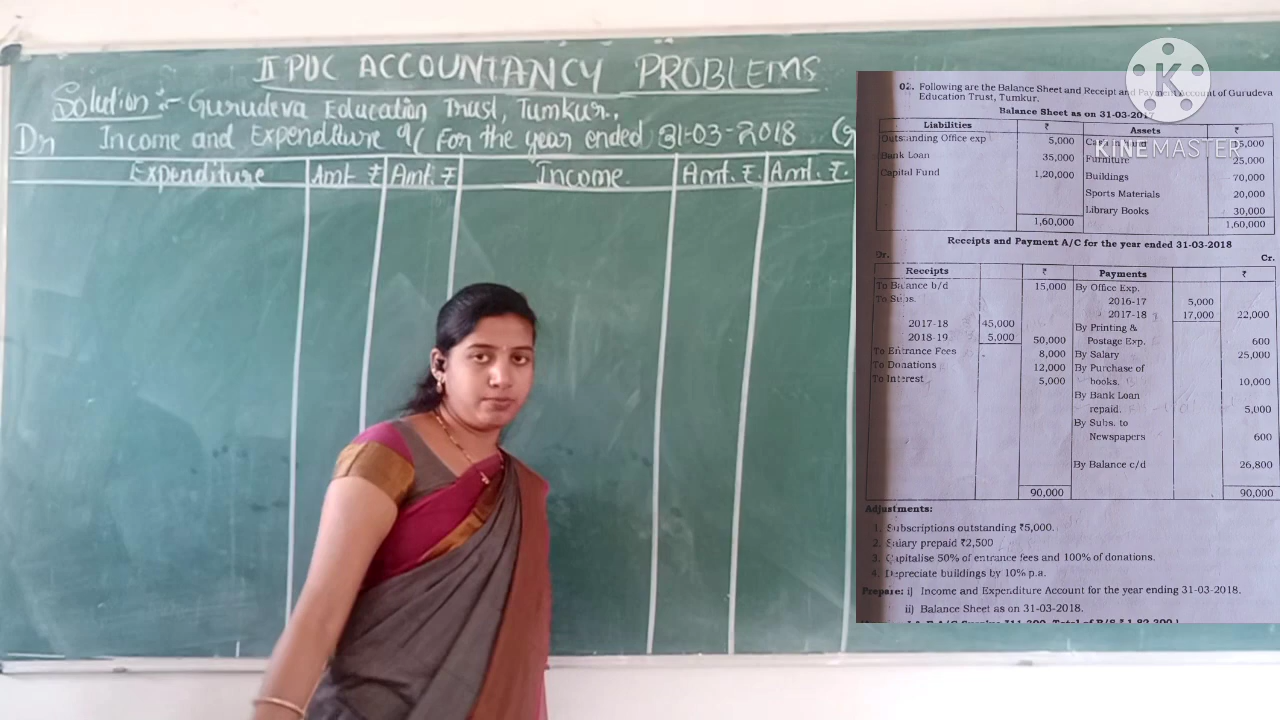 II PUC ACCOUNTANCY PROBLEMS
Solution :- Gurudeva Education Trust, Tumkur.,
Dr Income and Expenditure a/c For the year ended 31-03-2018 Cr
Expenditure Amt ₹ Amt. ₹ Income. Amt. ₹. Amt. ₹.
02. Following are the Balance Sheet and Receipt and Payment Account of Gurudeva
Education Trust, Tumkur.
Balance Sheet as on 31-03-2017
Liabilities ₹ Assets ₹
Outstanding Office exp 5,000 15,000
Bank Loan 35,000 Furniture 25,000
Capital Fund 1,20,000 Buildings 70,000
Sports Materials 20,000
Library Books 30,000
1,60,000 1,60,000
K
KINEMASTER
Receipts and Payment A/C for the year ended 31-03-2018
Dr. Cr.
Receipts ₹ Payments ₹
To Balance b/d 15,000 By Office Exp.
To Subs. 2016-17 5,000
2017-18 17,000 22,000
2017-18 45,000 By Printing &
2018-19 5,000 50,000 Postage Exp. 600
To Entrance Fees 8,000 By Salary 25,000
To Donations 12,000 By Purchase of
To Interest 5,000 books. 10,000
By Bank Loan
repaid. 5,000
By Subs. to
Newspapers 600
By Balance c/d 26,800
90,000 90,000
Adjustments:
1. Subscriptions outstanding ₹5,000.
2. Salary prepaid ₹2,500
3. Capitalise 50% of entrance fees and 100% of donations.
4. Depreciate buildings by 10% p.a.
Prepare: i) Income and Expenditure Account for the year ending 31-03-2018.
ii) Balance Sheet as on 31-03-2018.